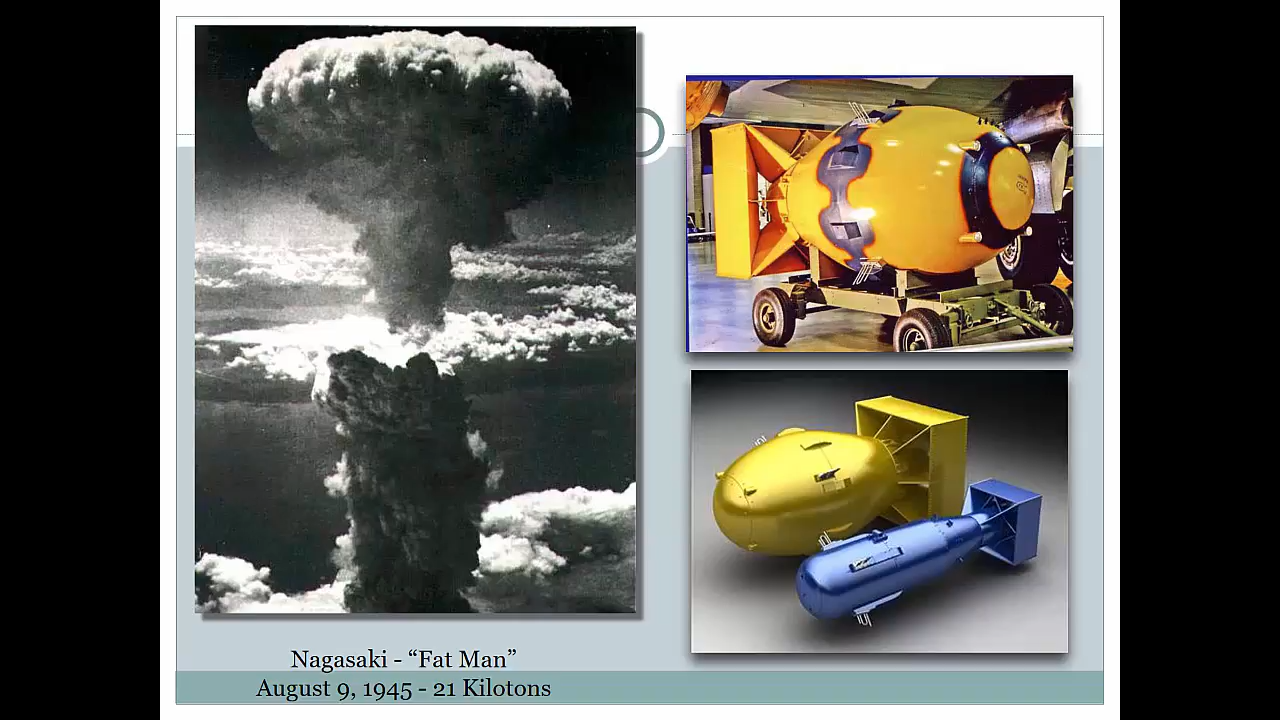 Nagasaki - “Fat Man”
August 9, 1945 - 21 Kilotons